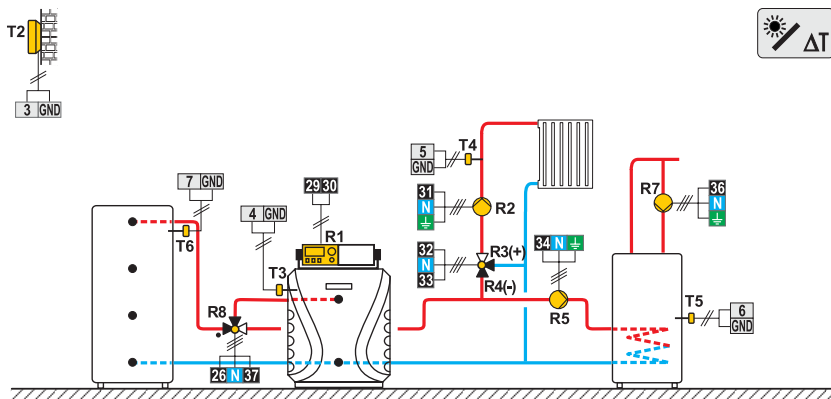 T2
3 GND
ΔT
5
GND
T4
7 GND
4 GND
29 30
31
N
R2
R7
36
N
T6
R1
32
N
33
R3(+)
34 N
T3
R4(-)
R8
R5
T5
6
GND
26 N 37